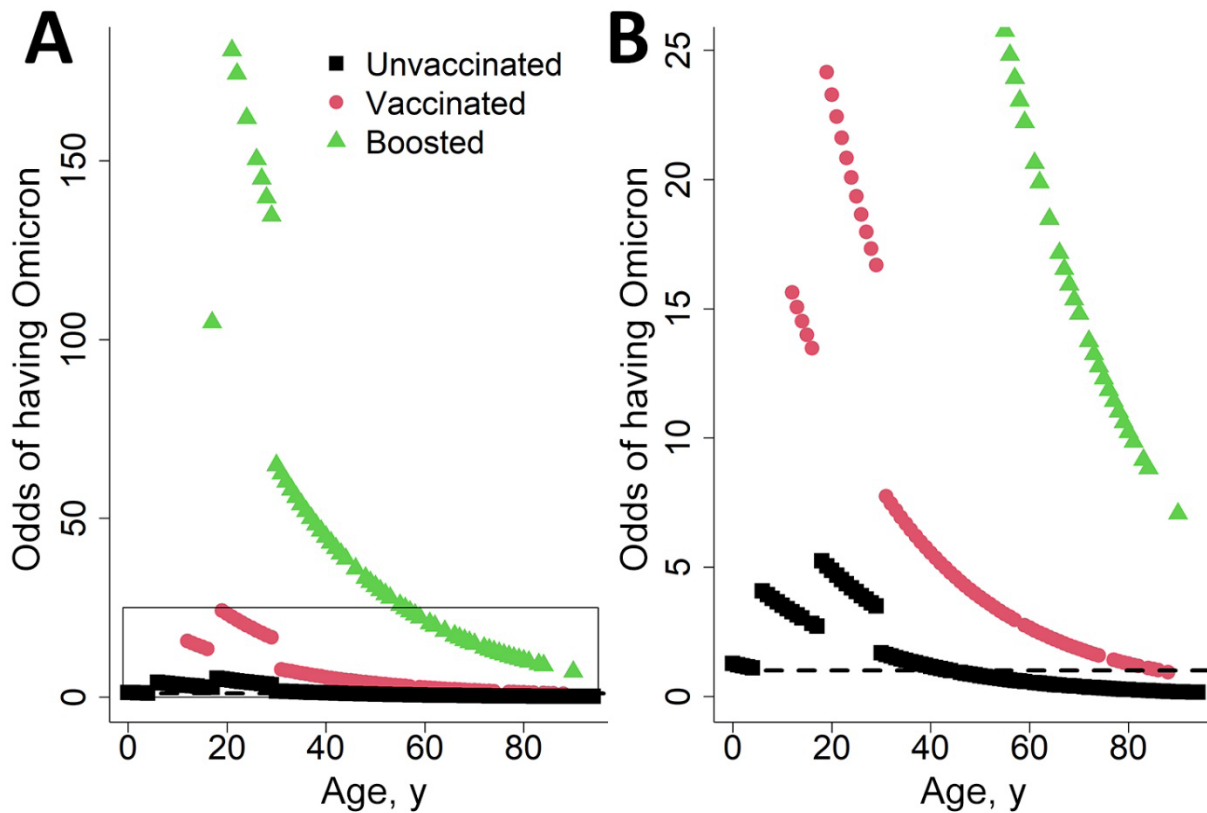 A
Unvaccinated
Vaccinated
Boosted
Odds of having Omicron
0
50
100
150
0
20
40
60
80
Age, y
B
Odds of having Omicron
0
5
10
15
20
25
0
20
40
60
80
Age, y